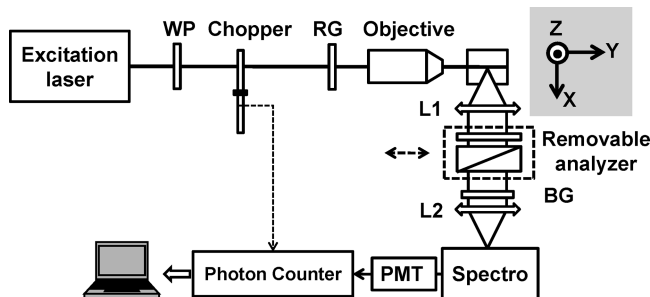 WP Chopper RG Objective
Excitation
laser
Z
Y
X
L1
Removable
analyzer
BG
L2
Photon Counter
PMT
Spectro